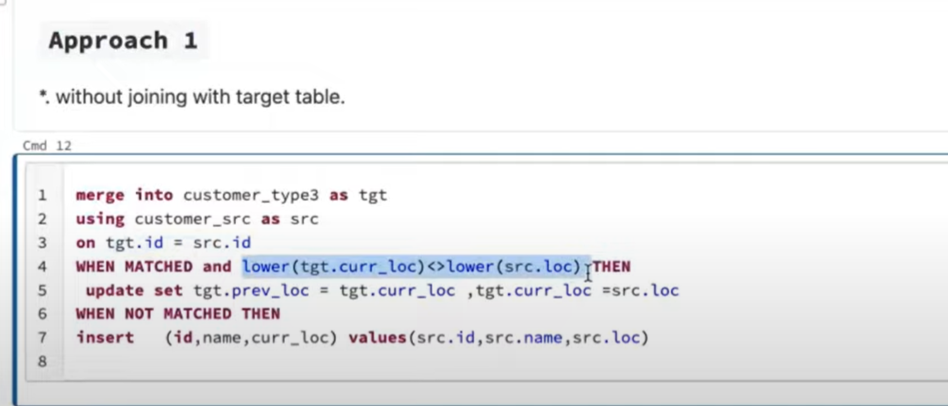 Approach 1
*. without joining with target table.
Cmd 12
1 merge into customer_type3 as tgt
2 using customer_src as src
3 on tgt.id = src.id
4 WHEN MATCHED and lower(tgt.curr_loc)<>lower(src.loc) THEN
5 update set tgt.prev_loc = tgt.curr_loc ,tgt.curr_loc =src.loc
6 WHEN NOT MATCHED THEN
7 insert (id,name,curr_loc) values(src.id,src.name,src.loc)
8